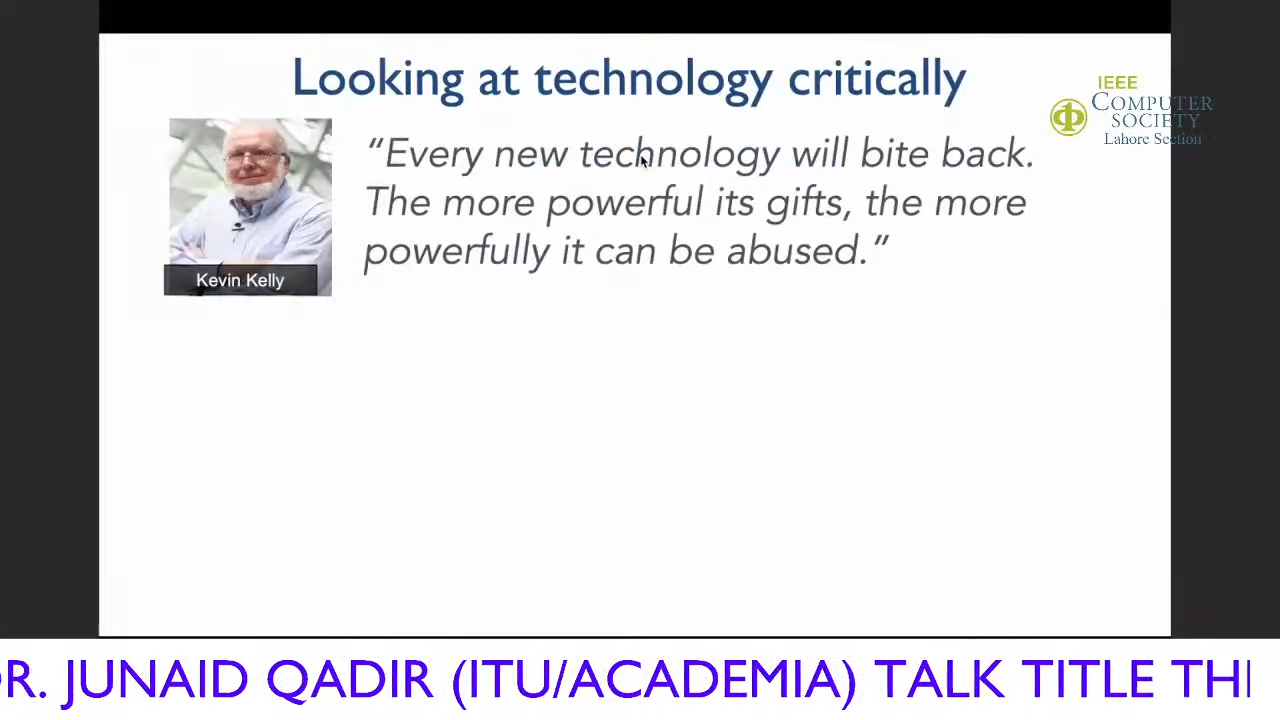 Looking at technology critically
IEEE
COMPUTER
SOCIETY
Lahore Section
“Every new technology will bite back.
The more powerful its gifts, the more
powerfully it can be abused.”
Kevin Kelly
R. JUNAID QADIR (ITU/ACADEMIA) TALK TITLE